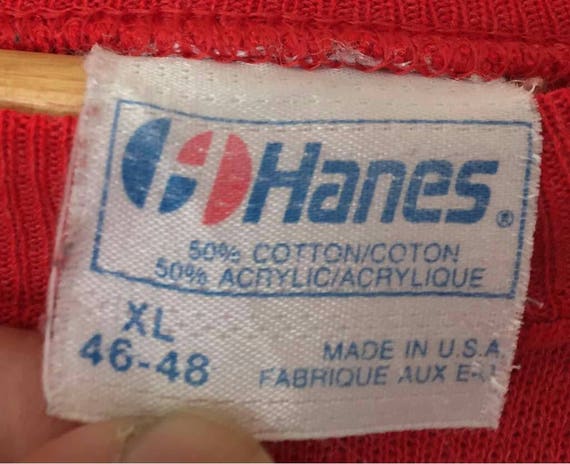 Hanes®
50% COTTON/COTON
50% ACRYLIC/ACRYLIQUE
XL
46-48
MADE IN U.S.A.
FABRIQUE AUX